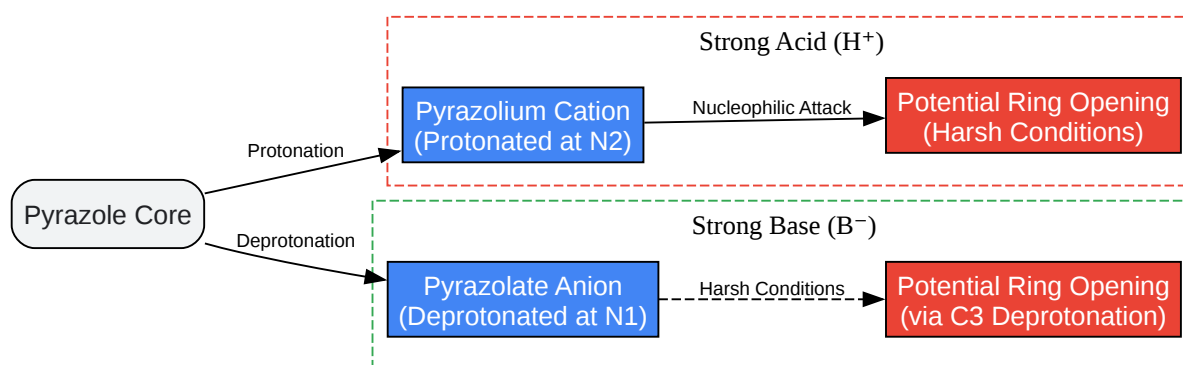 Strong Acid (H⁺)
Pyrazolium Cation
(Protonated at N2)
Nucleophilic Attack
Potential Ring Opening
(Harsh Conditions)
Protonation
Pyrazole Core
Deprotonation
Strong Base (B⁻)
Pyrazolate Anion
(Deprotonated at N1)
Harsh Conditions
Potential Ring Opening
(via C3 Deprotonation)